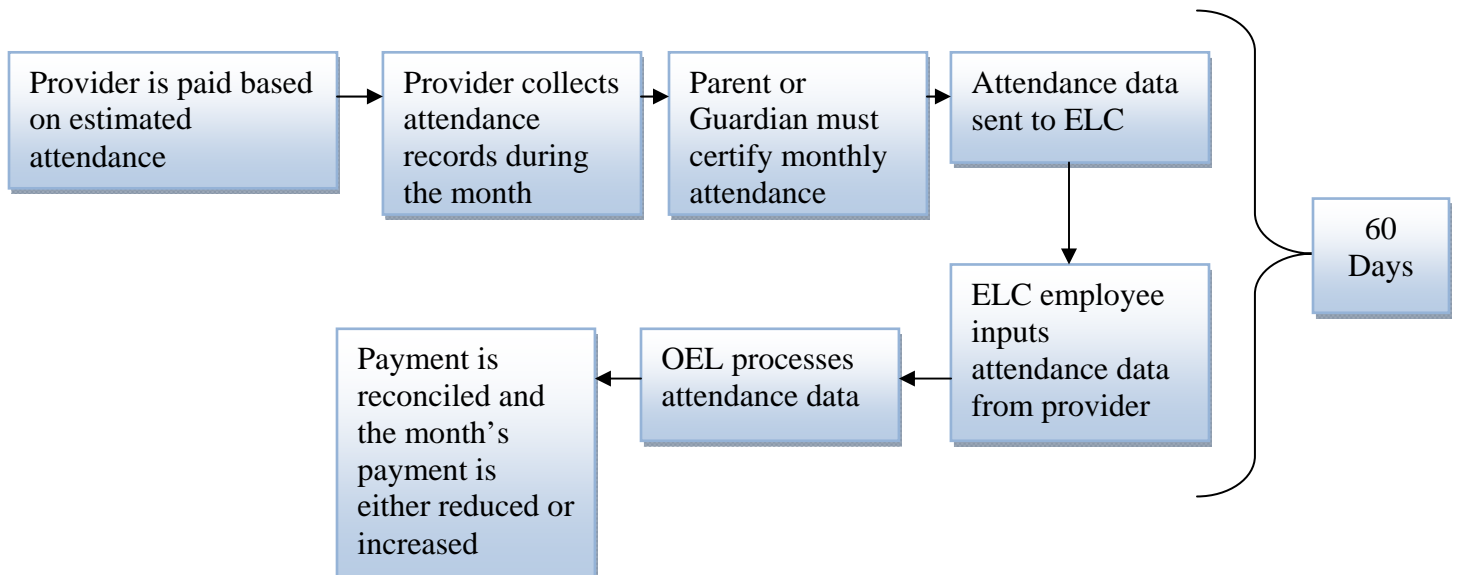 Provider is paid based
on estimated
attendance
Provider collects
attendance
records during
the month
Parent or
Guardian must
certify monthly
attendance
Attendance data
sent to ELC
60
Days
ELC employee
inputs
attendance data
from provider
OEL processes
attendance data
Payment is
reconciled and
the month’s
payment is
either reduced or
increased